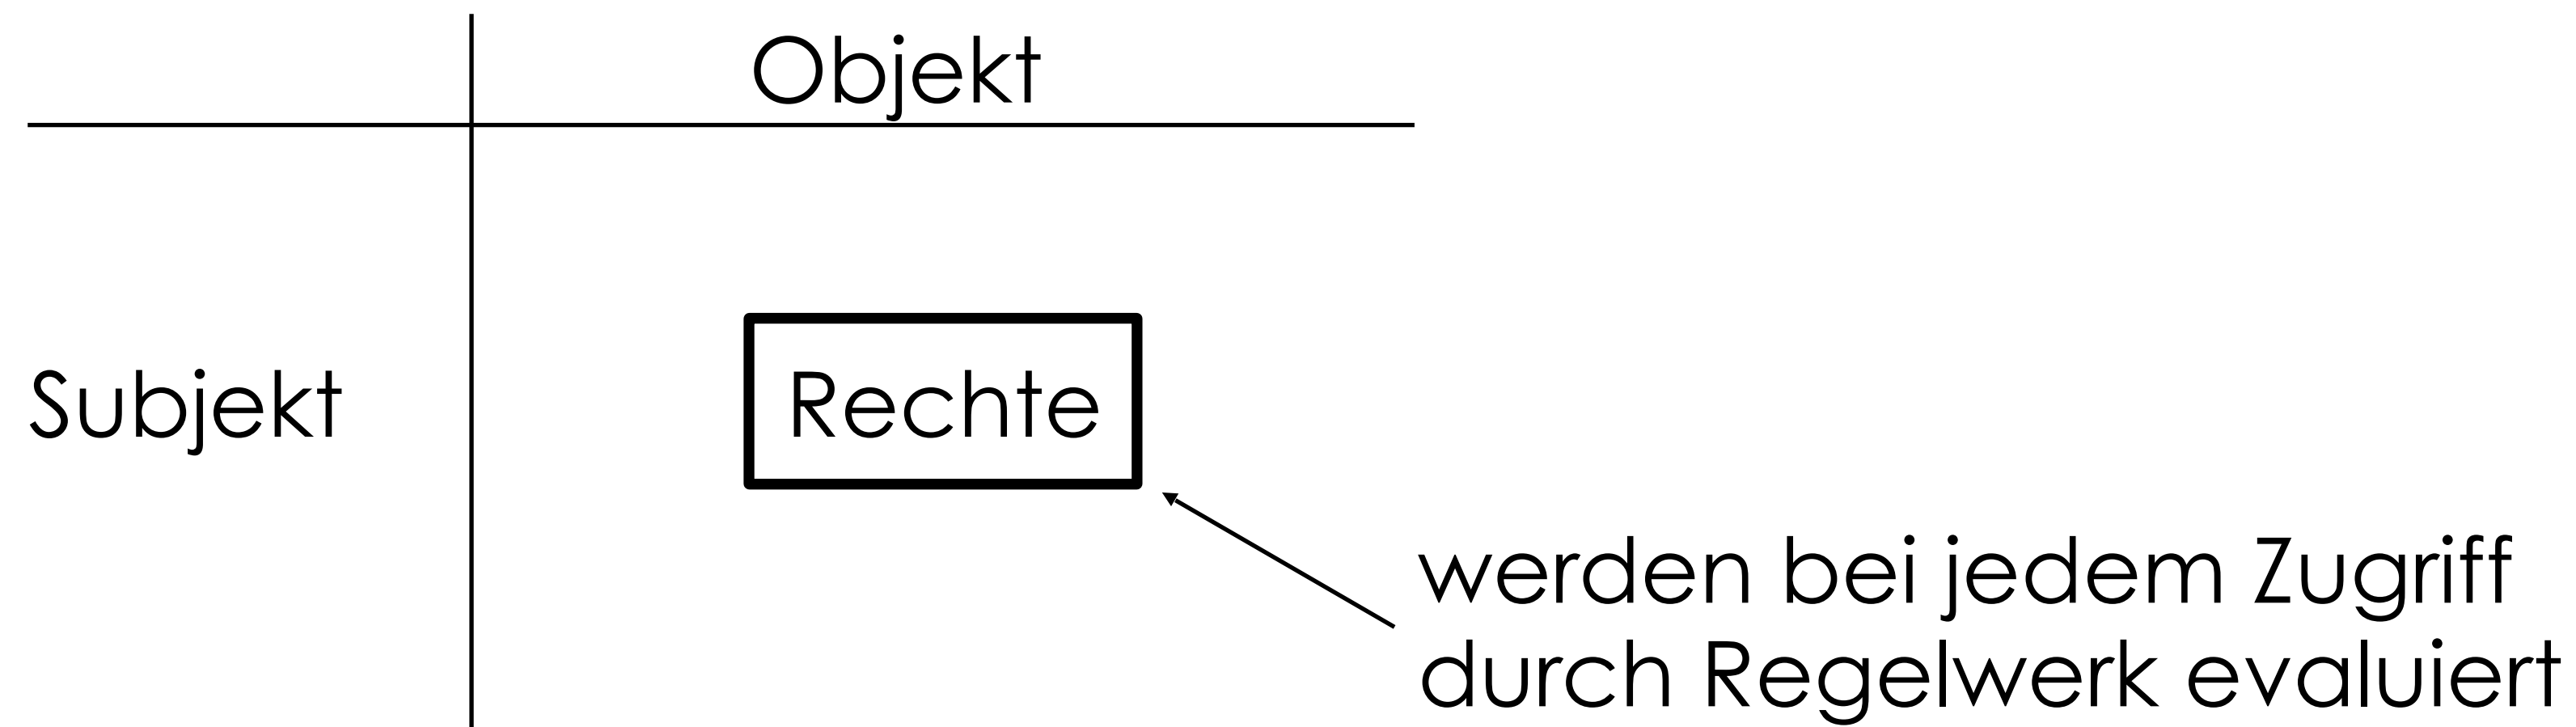 Objekt
Subjekt
Rechte
werden bei jedem Zugriff
durch Regelwerk evaluiert